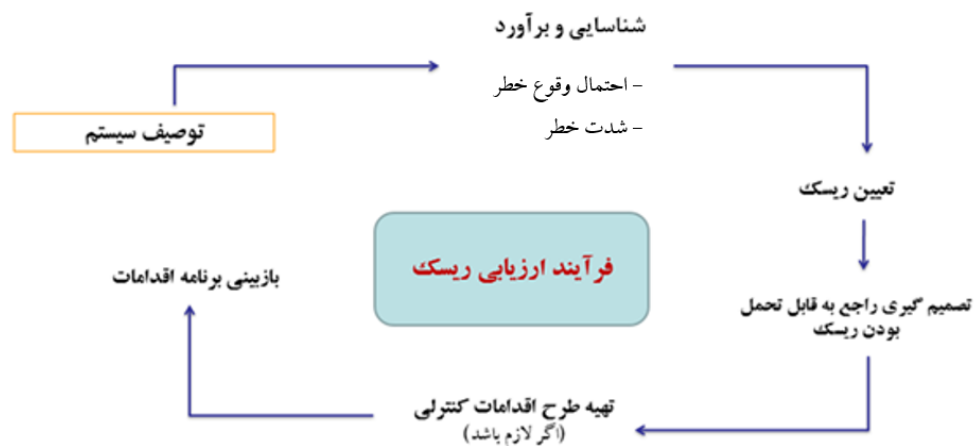 شناسایی و برآورد
- احتمال وقوع خطر
- شدت خطر
توصیف سیستم
تعیین ریسک
فرآیند ارزیابی ریسک
بازبینی برنامه اقدامات
تصمیم گیری راجع به قابل تحمل
بودن ریسک
تهیه طرح اقدامات کنترلی
(اگر لازم باشد)